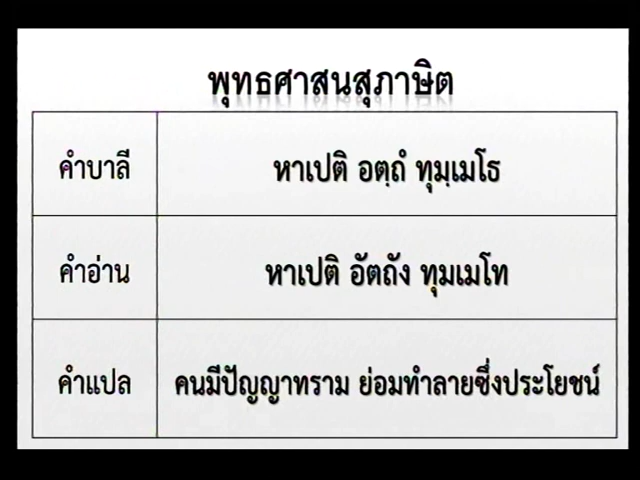 พุทธศาสนสุภาษิต
คำบาลี หาเปติ อตฺถํ ทุมฺเมโธ
คำอ่าน หาเปติ อัตถัง ทุมเมโท
คำแปล คนมีปัญญาทราม ย่อมทำลายซึ่งประโยชน์